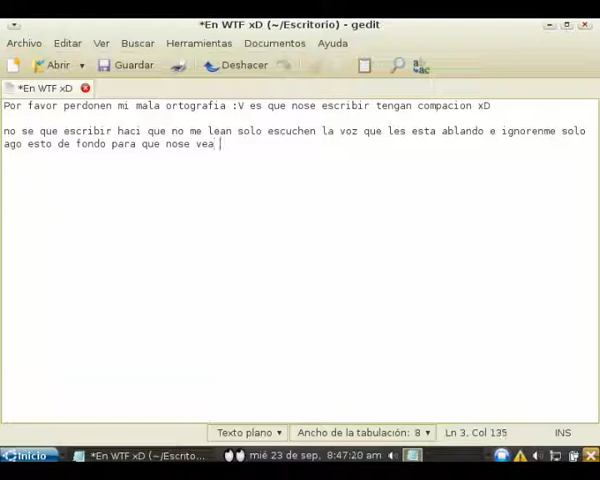 *En WTF xD (~/Escritorio) - gedit
Archivo Editar Ver Buscar Herramientas Documentos Ayuda
Abrir Guardar Deshacer
*En WTF xD
Por favor perdonen mi mala ortografia :V es que nose escribir tengan compacion xD
no se que escribir haci que no me lean solo escuchen la voz que les esta ablando e ignorenme solo
ago esto de fondo para que nose vea
Texto plano Ancho de la tabulación: 8 Ln 3, Col 135 INS
Inicio *En WTF xD (~/Escrito... mié 23 de sep, 8:47:20 am